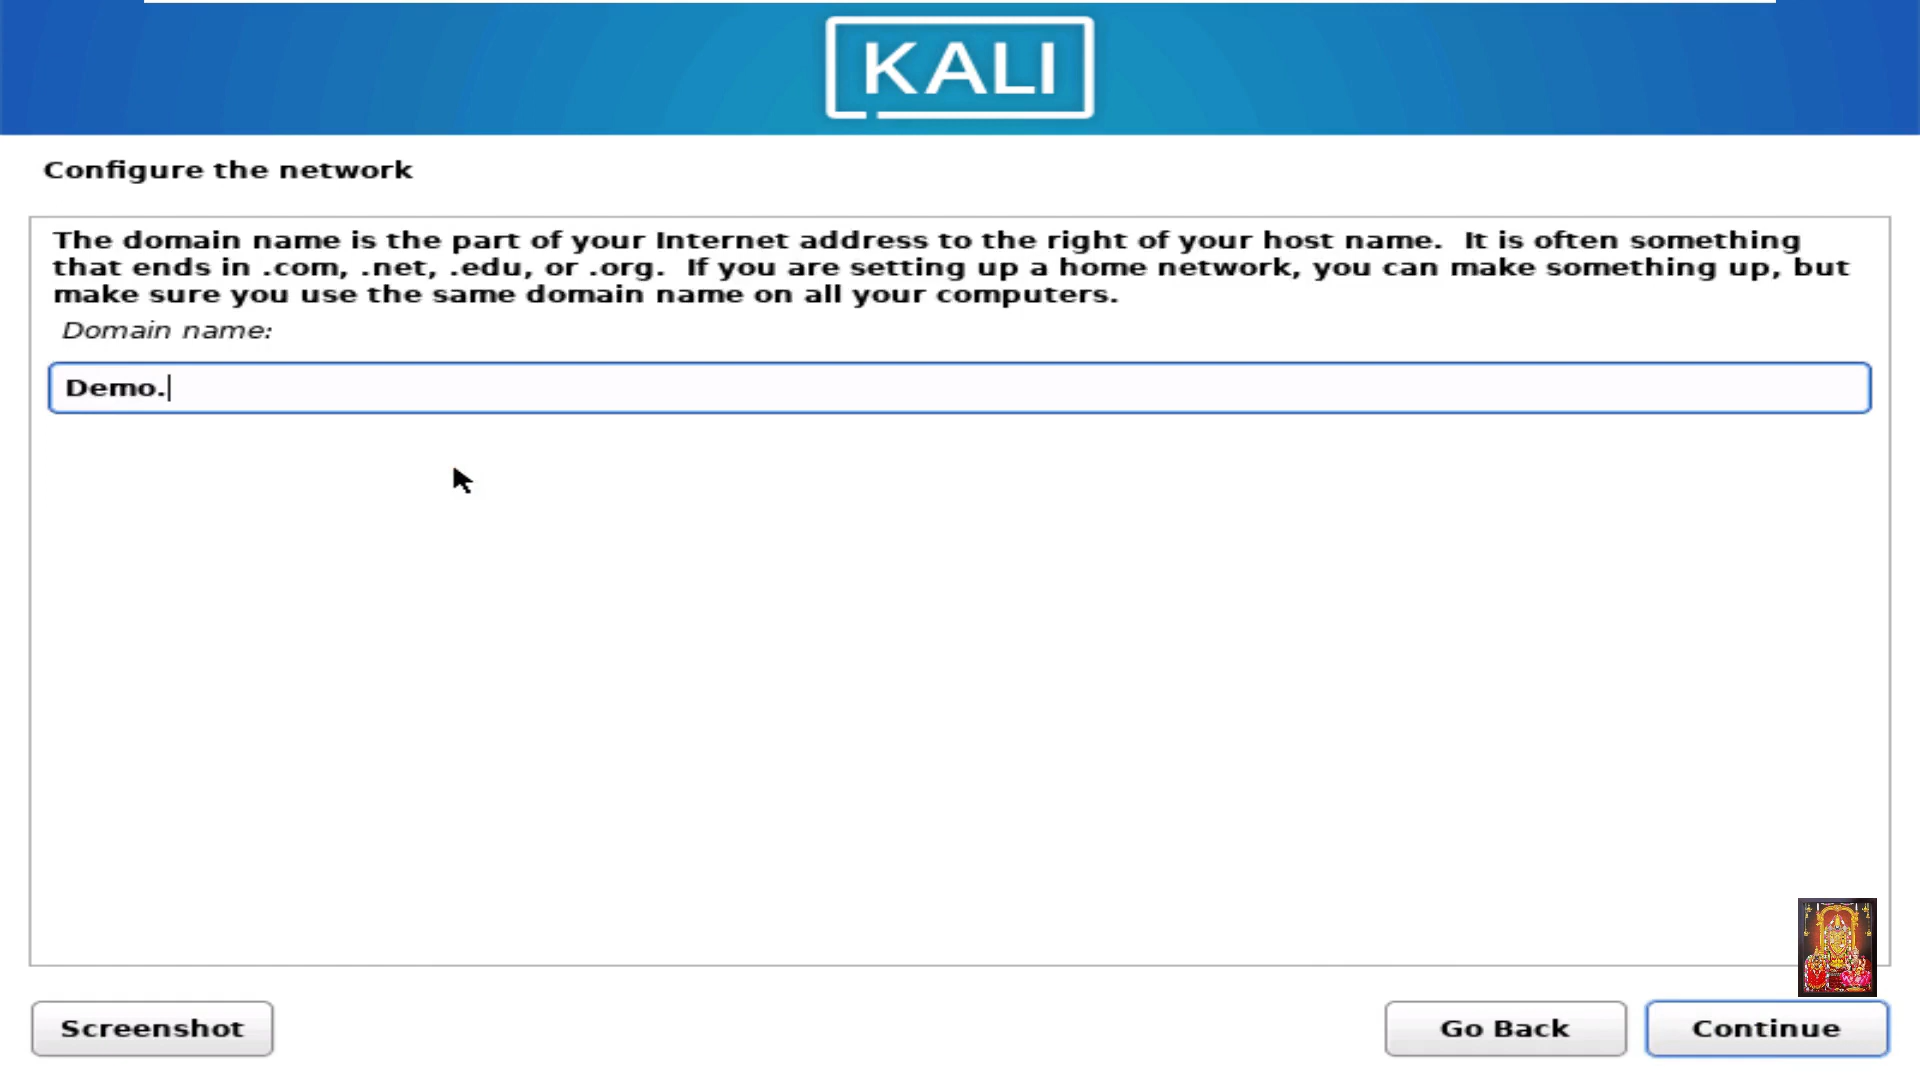 KALI
Configure the network
The domain name is the part of your Internet address to the right of your host name.  It is often something
that ends in .com, .net, .edu, or .org.  If you are setting up a home network, you can make something up, but
make sure you use the same domain name on all your computers.
Domain name:
Demo.
Screenshot
Go Back
Continue